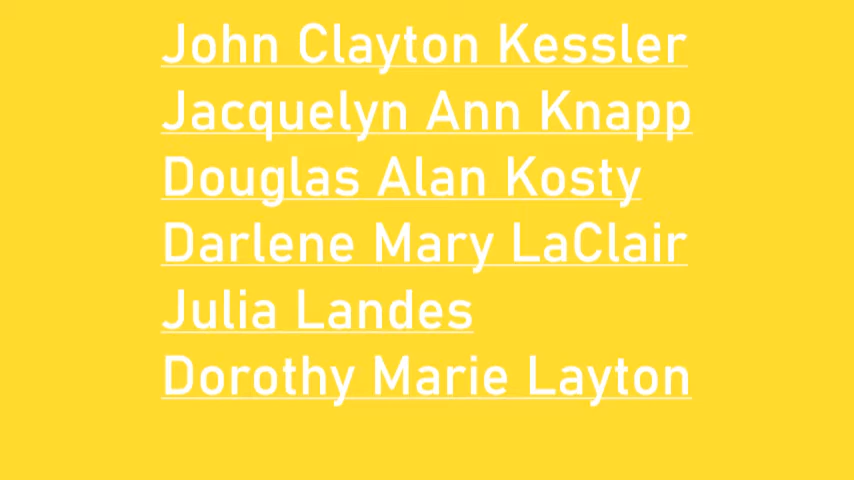 John Clayton Kessler
Jacquelyn Ann Knapp
Douglas Alan Kosty
Darlene Mary LaClair
Julia Landes
Dorothy Marie Layton